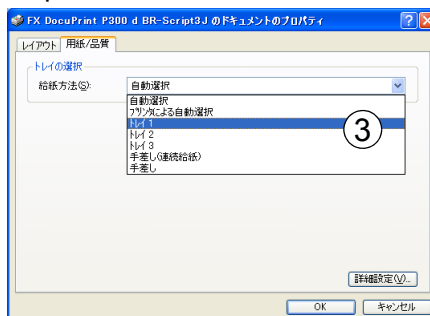 FX DocuPrint P300 d BR-Script3J のドキュメントのプロパティ
レイアウト 用紙/品質
トレイの選択
給紙方法(S): 自動選択
自動選択
プリンタによる自動選択
トレイ 1
トレイ 2
トレイ 3
手差し(連続給紙)
手差し
3
詳細設定(V)...
OK キャンセル